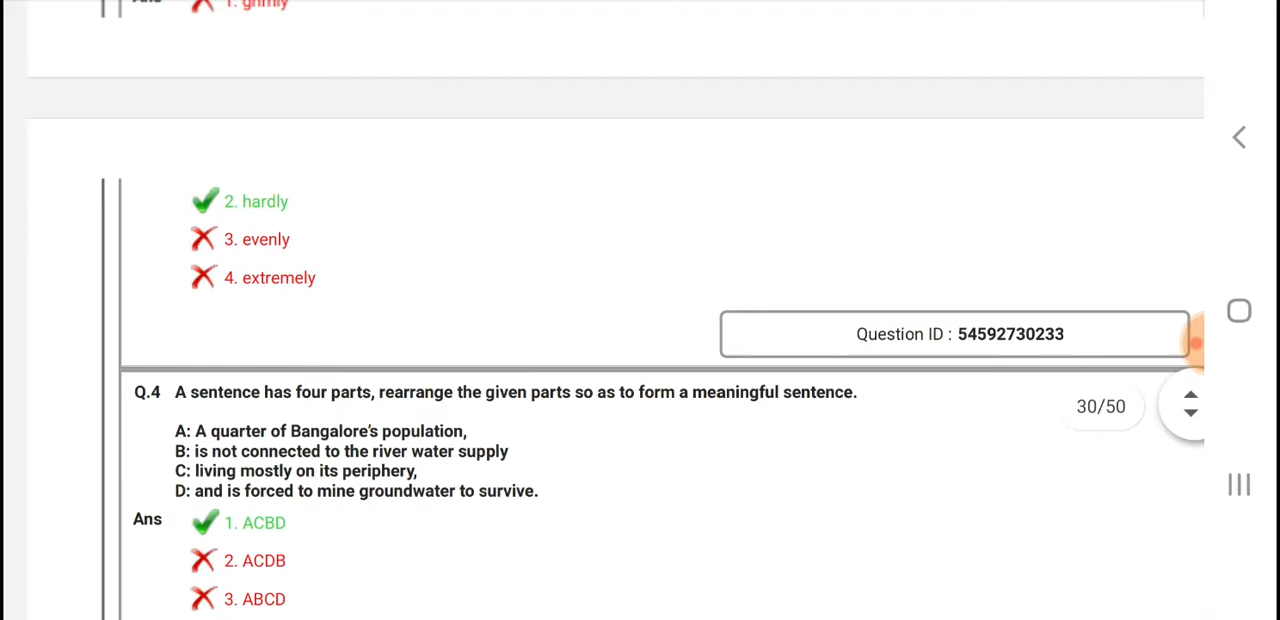 1. grimly
2. hardly
3. evenly
4. extremely
Question ID : 54592730233
Q.4 A sentence has four parts, rearrange the given parts so as to form a meaningful sentence.
30/50
A: A quarter of Bangalore's population,
B: is not connected to the river water supply
C: living mostly on its periphery,
D: and is forced to mine groundwater to survive.
Ans 1. ACBD
2. ACDB
3. ABCD